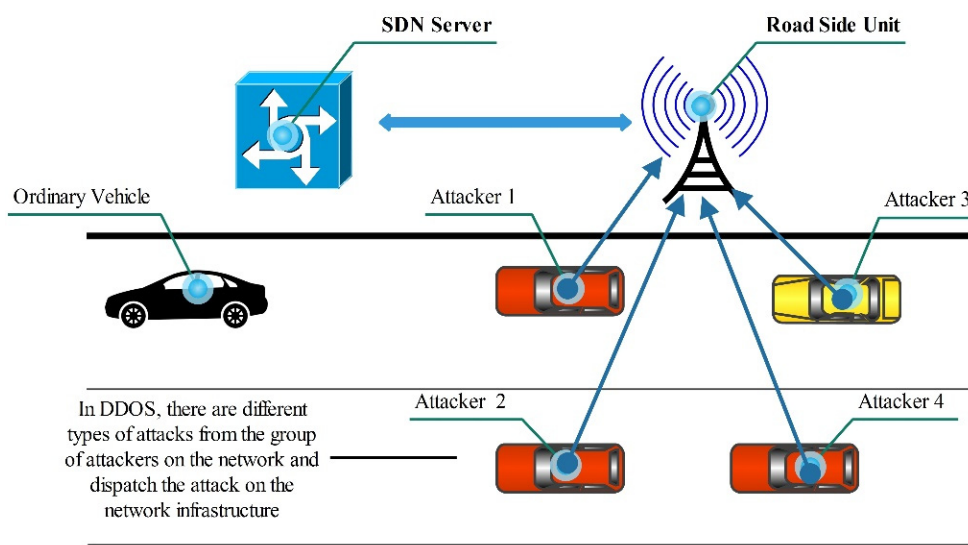 SDN Server
Road Side Unit
Ordinary Vehicle
Attacker 1
Attacker 3
Attacker 2
Attacker 4
In DDOS, there are different
types of attacks from the group
of attackers on the network and
dispatch the attack on the
network infrastructure